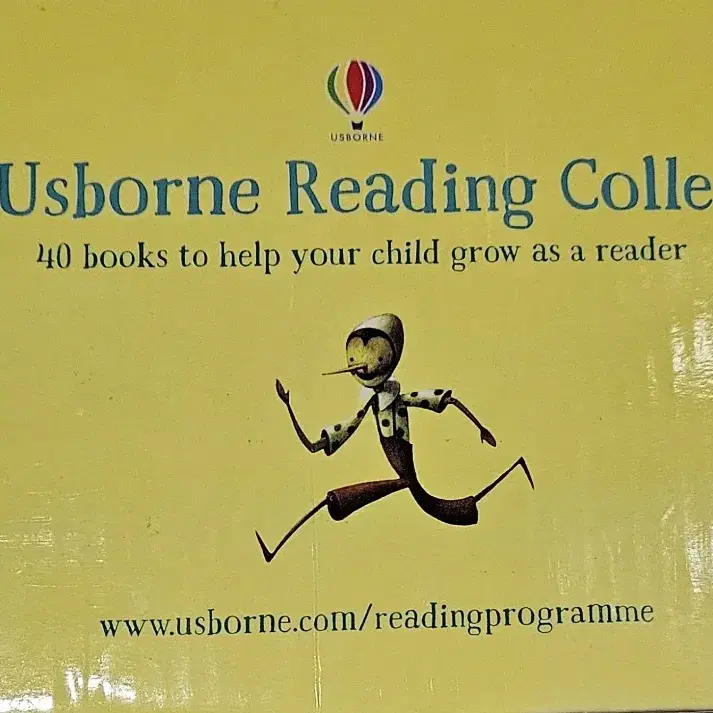 USBORNE
Usborne Reading Colle
40 books to help your child grow as a reader
www.usborne.com/readingprogramme